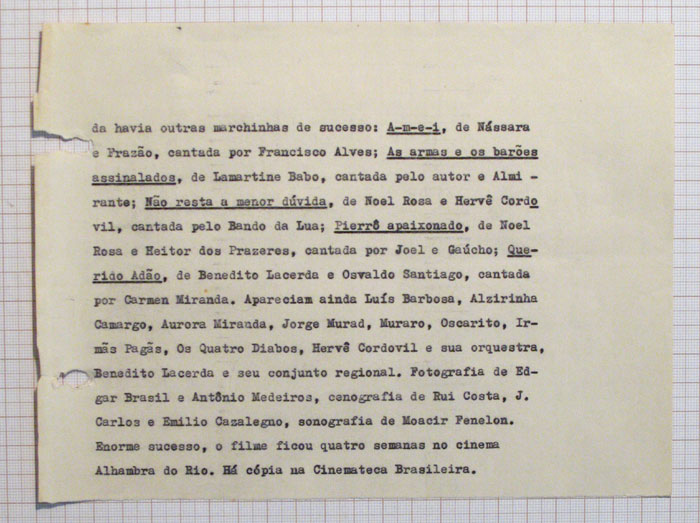 da havia outras marchinhas de sucesso: A-m-e-i, de Nássara
e Frazão, cantada por Francisco Alves; As armas e os barões
assinalados, de Lamartine Babo, cantada pelo autor e Almi -
rante; Não resta a menor dúvida, de Noel Rosa e Hervê Cordo
vil, cantada pelo Bando da Lua; Pierrô apaixonado, de Noel
Rosa e Heitor dos Prazeres, cantada por Joel e Gaúcho; Que-
rido Adão, de Benedito Lacerda e Osvaldo Santiago, cantada
por Carmen Miranda. Apareciam ainda Luís Barbosa, Alzirinha
Camargo, Aurora Miranda, Jorge Murad, Muraro, Oscarito, Ir-
mãs Pagãs, Os Quatro Diabos, Hervê Cordovil e sua orquestra,
Benedito Lacerda e seu conjunto regional. Fotografia de Ed-
gar Brasil e Antônio Medeiros, cenografia de Rui Costa, J.
Carlos e Emilio Cazalegno, sonografia de Moacir Fenelon.
Enorme sucesso, o filme ficou quatro semanas no cinema
Alhambra do Rio. Há cópia na Cinemateca Brasileira.